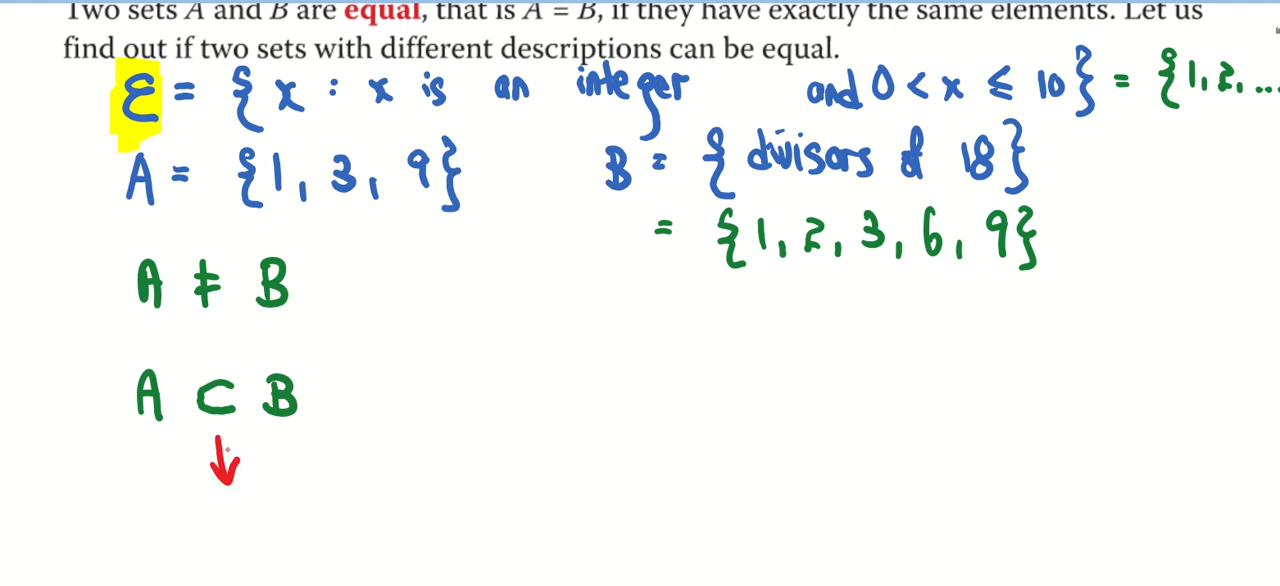 Two sets A and B are equal, that is A = B, if they have exactly the same elements. Let us
find out if two sets with different descriptions can be equal.
ℰ = {x : x is an integer and 0 < x ≤ 10} = {1, 2, ...
A = {1, 3, 9} B = {divisors of 18}
= {1, 2, 3, 6, 9}
A ≠ B
A ⊂ B